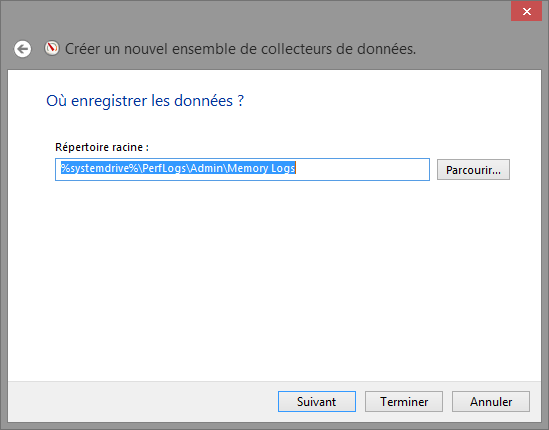 Créer un nouvel ensemble de collecteurs de données.
Où enregistrer les données ?
Répertoire racine :
%systemdrive%\PerfLogs\Admin\Memory Logs
Parcourir...
Suivant
Terminer
Annuler